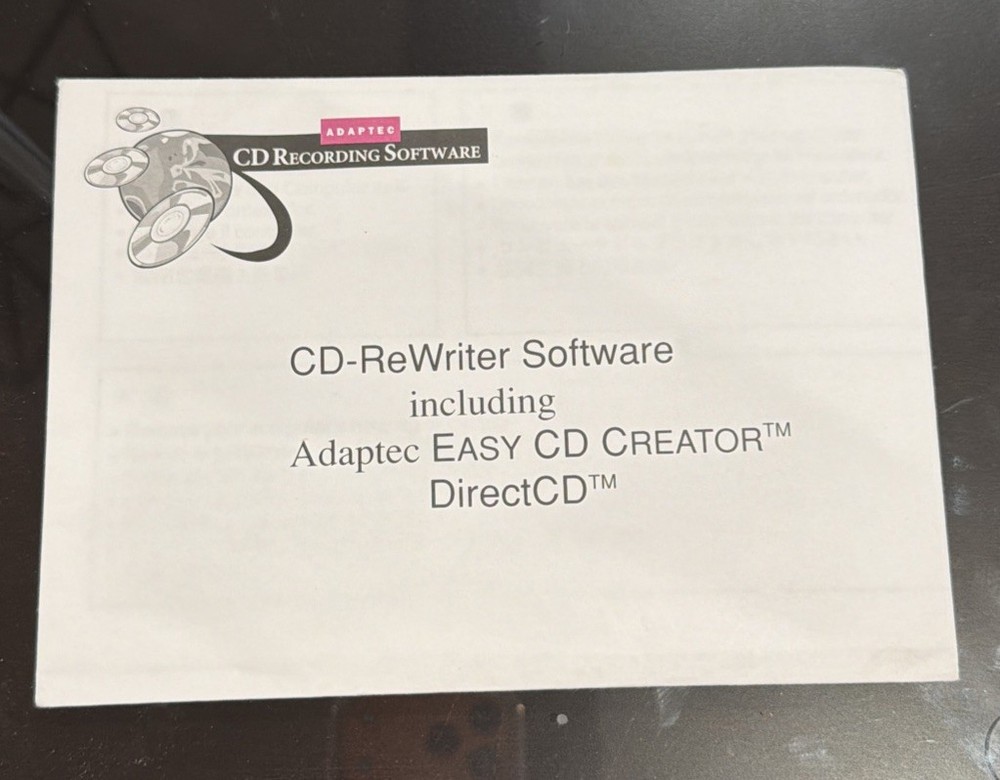 ADAPTEC
CD RECORDING SOFTWARE
CD-ReWriter Software
including
Adaptec EASY CD CREATOR™
DirectCD™